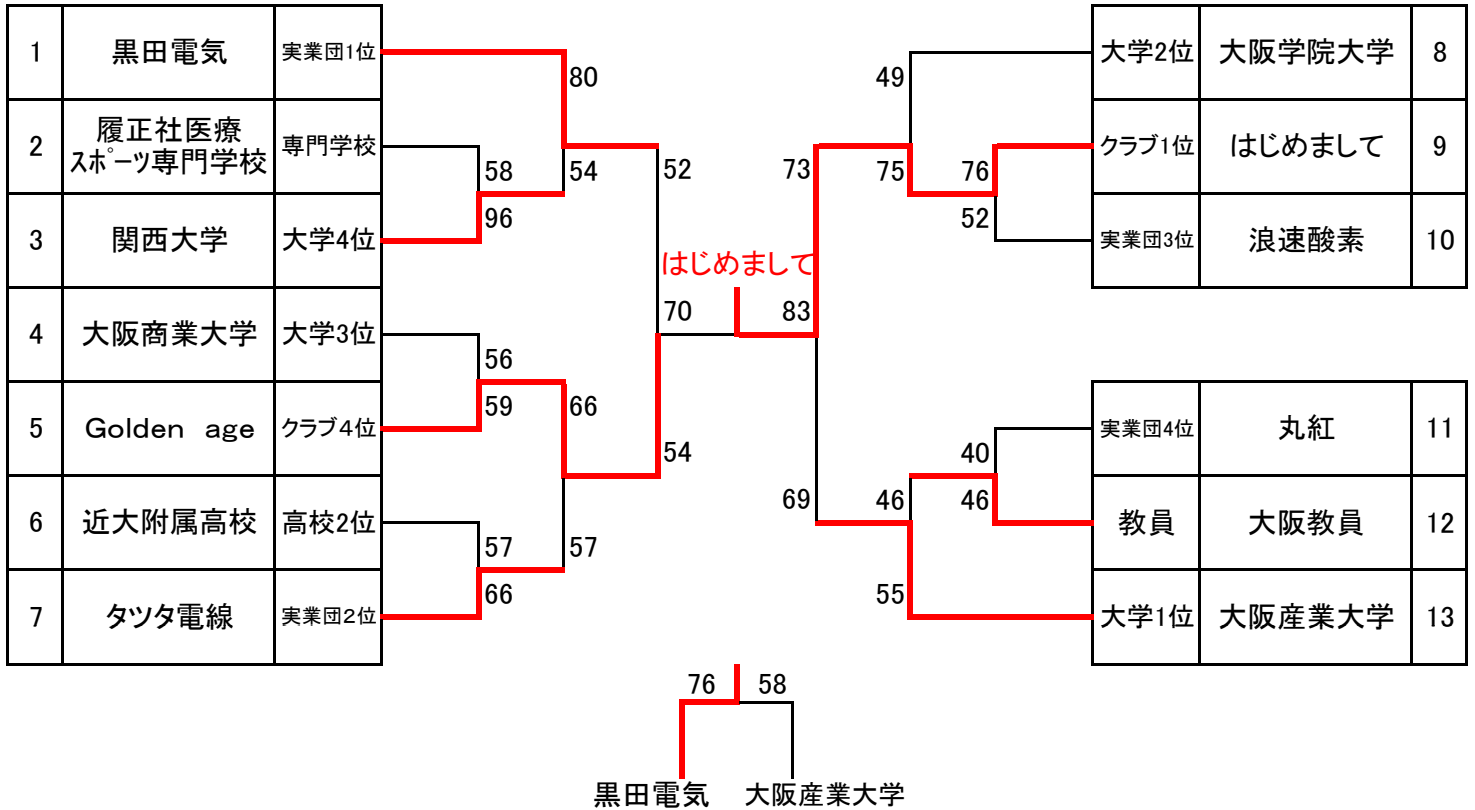 1 黒田電気 実業団1位
2 履正社医療
スポーツ専門学校 専門学校
3 関西大学 大学4位
4 大阪商業大学 大学3位
5 Golden age クラブ4位
6 近大附属高校 高校2位
7 タツタ電線 実業団2位
80
58
54
96
52
56
59
66
70
54
57
57
66
はじめまして
大学2位 大阪学院大学 8
クラブ1位 はじめまして 9
実業団3位 浪速酸素 10
実業団4位 丸紅 11
教員 大阪教員 12
大学1位 大阪産業大学 13
49
73
75
76
52
83
40
69
46
46
55
76 58
黒田電気 大阪産業大学